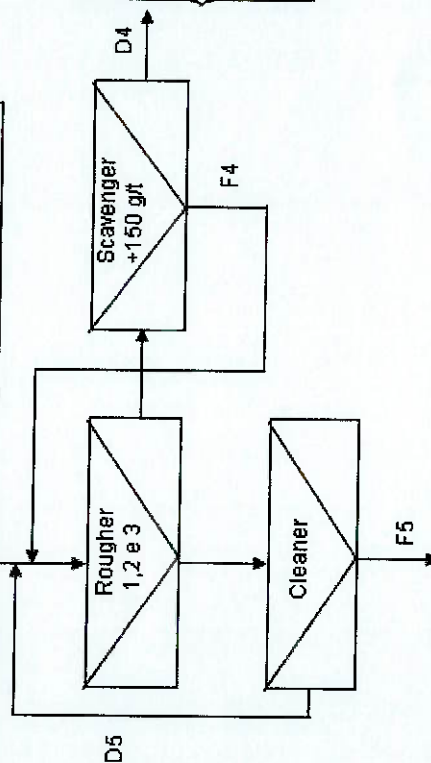 D4
Scavenger
+150 g/t
F4
Rougher
1,2 e 3
Cleaner
D5
F5